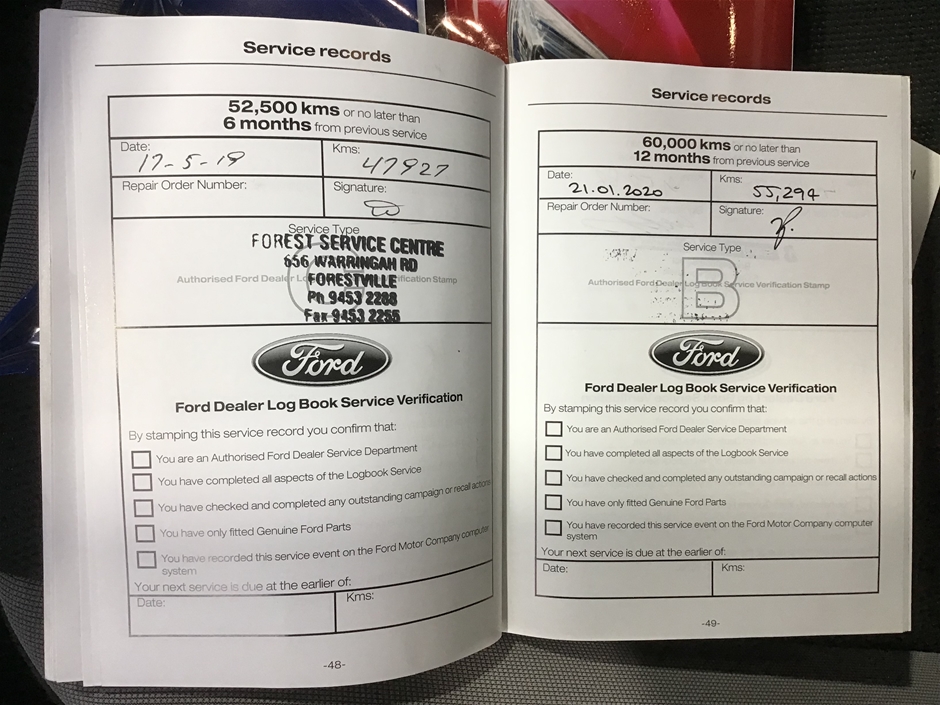 Service records
52,500 kms or no later than
6 months from previous service
Date:
17-5-19
Kms:
47927
Repair Order Number:
Signature:
Service Type
FOREST SERVICE CENTRE
656 WARRINGAH RD
Authorised Ford Dealer
FORESTVILLE
Verification Stamp
Ph 9453 2288
Fax 9453 2255
Ford
Ford Dealer Log Book Service Verification
By stamping this service record you confirm that:
You are an Authorised Ford Dealer Service Department
You have completed all aspects of the Logbook Service
You have checked and completed any outstanding campaign or recall actions
You have only fitted Genuine Ford Parts
You have recorded this service event on the Ford Motor Company computer
system
Your next service is due at the earlier of:
Date:
Kms:
-48-
Service records
60,000 kms or no later than
12 months from previous service
Date:
21.01.2020
Kms:
55,294
Repair Order Number:
Signature:
Service Type
B
Authorised Ford Dealer Log Book Service Verification Stamp
Ford
Ford Dealer Log Book Service Verification
By stamping this service record you confirm that:
You are an Authorised Ford Dealer Service Department
You have completed all aspects of the Logbook Service
You have checked and completed any outstanding campaign or recall actions
You have only fitted Genuine Ford Parts
You have recorded this service event on the Ford Motor Company computer
system
Your next service is due at the earlier of:
Date:
Kms:
-49-